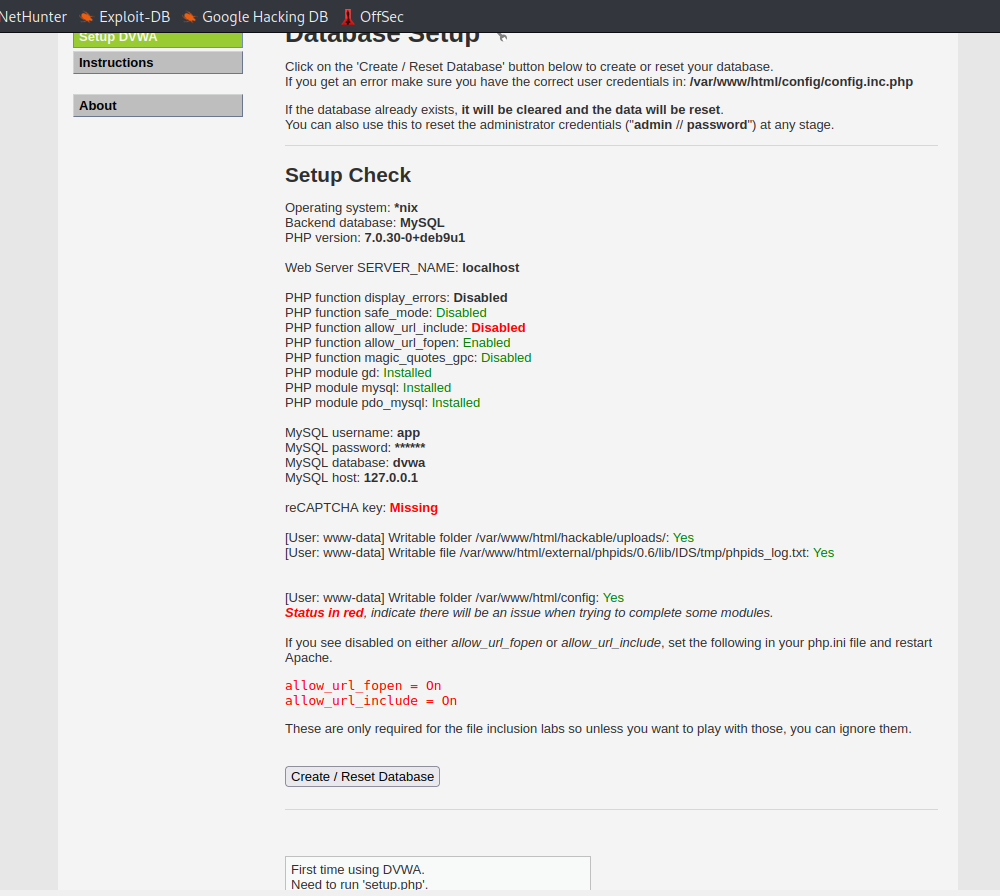 NetHunter Exploit-DB Google Hacking DB OffSec
Setup DVWA
Instructions
About
Database Setup
Click on the 'Create / Reset Database' button below to create or reset your database.
If you get an error make sure you have the correct user credentials in: /var/www/html/config/config.inc.php
If the database already exists, it will be cleared and the data will be reset.
You can also use this to reset the administrator credentials ("admin // password") at any stage.
Setup Check
Operating system: *nix
Backend database: MySQL
PHP version: 7.0.30-0+deb9u1
Web Server SERVER_NAME: localhost
PHP function display_errors: Disabled
PHP function safe_mode: Disabled
PHP function allow_url_include: Disabled
PHP function allow_url_fopen: Enabled
PHP function magic_quotes_gpc: Disabled
PHP module gd: Installed
PHP module mysql: Installed
PHP module pdo_mysql: Installed
MySQL username: app
MySQL password: ******
MySQL database: dvwa
MySQL host: 127.0.0.1
reCAPTCHA key: Missing
[User: www-data] Writable folder /var/www/html/hackable/uploads/: Yes
[User: www-data] Writable file /var/www/html/external/phpids/0.6/lib/IDS/tmp/phpids_log.txt: Yes
[User: www-data] Writable folder /var/www/html/config: Yes
Status in red, indicate there will be an issue when trying to complete some modules.
If you see disabled on either allow_url_fopen or allow_url_include, set the following in your php.ini file and restart
Apache.
allow_url_fopen = On
allow_url_include = On
These are only required for the file inclusion labs so unless you want to play with those, you can ignore them.
Create / Reset Database
First time using DVWA.
Need to run 'setup.php'.